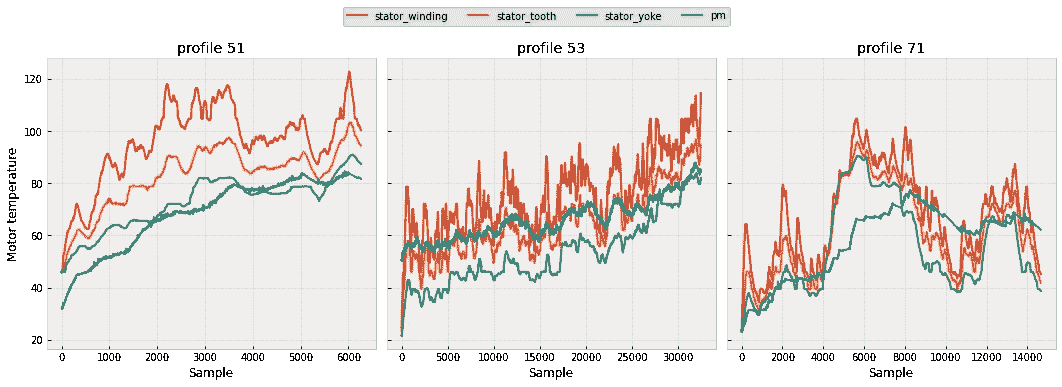 stator_winding stator_tooth stator_yoke pm
profile 51 profile 53 profile 71
Motor temperature
120
100
80
60
40
20
0 1000 2000 3000 4000 5000 6000
0 5000 10000 15000 20000 25000 30000
0 2000 4000 6000 8000 10000 12000 14000
Sample Sample Sample